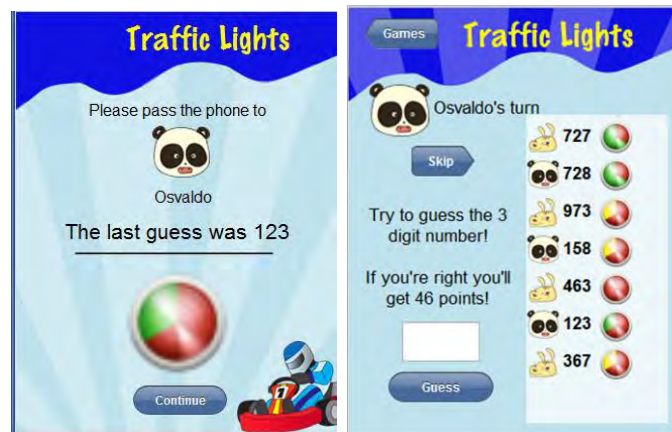 Traffic Lights
Please pass the phone to
Osvaldo
The last guess was 123
1
Continue
Games
Traffic Lights
Osvaldo's turn
Skip
Try to guess the 3
digit number!
If you're right you'll
get 46 points!
Guess
727
728
973
158
463
123
367